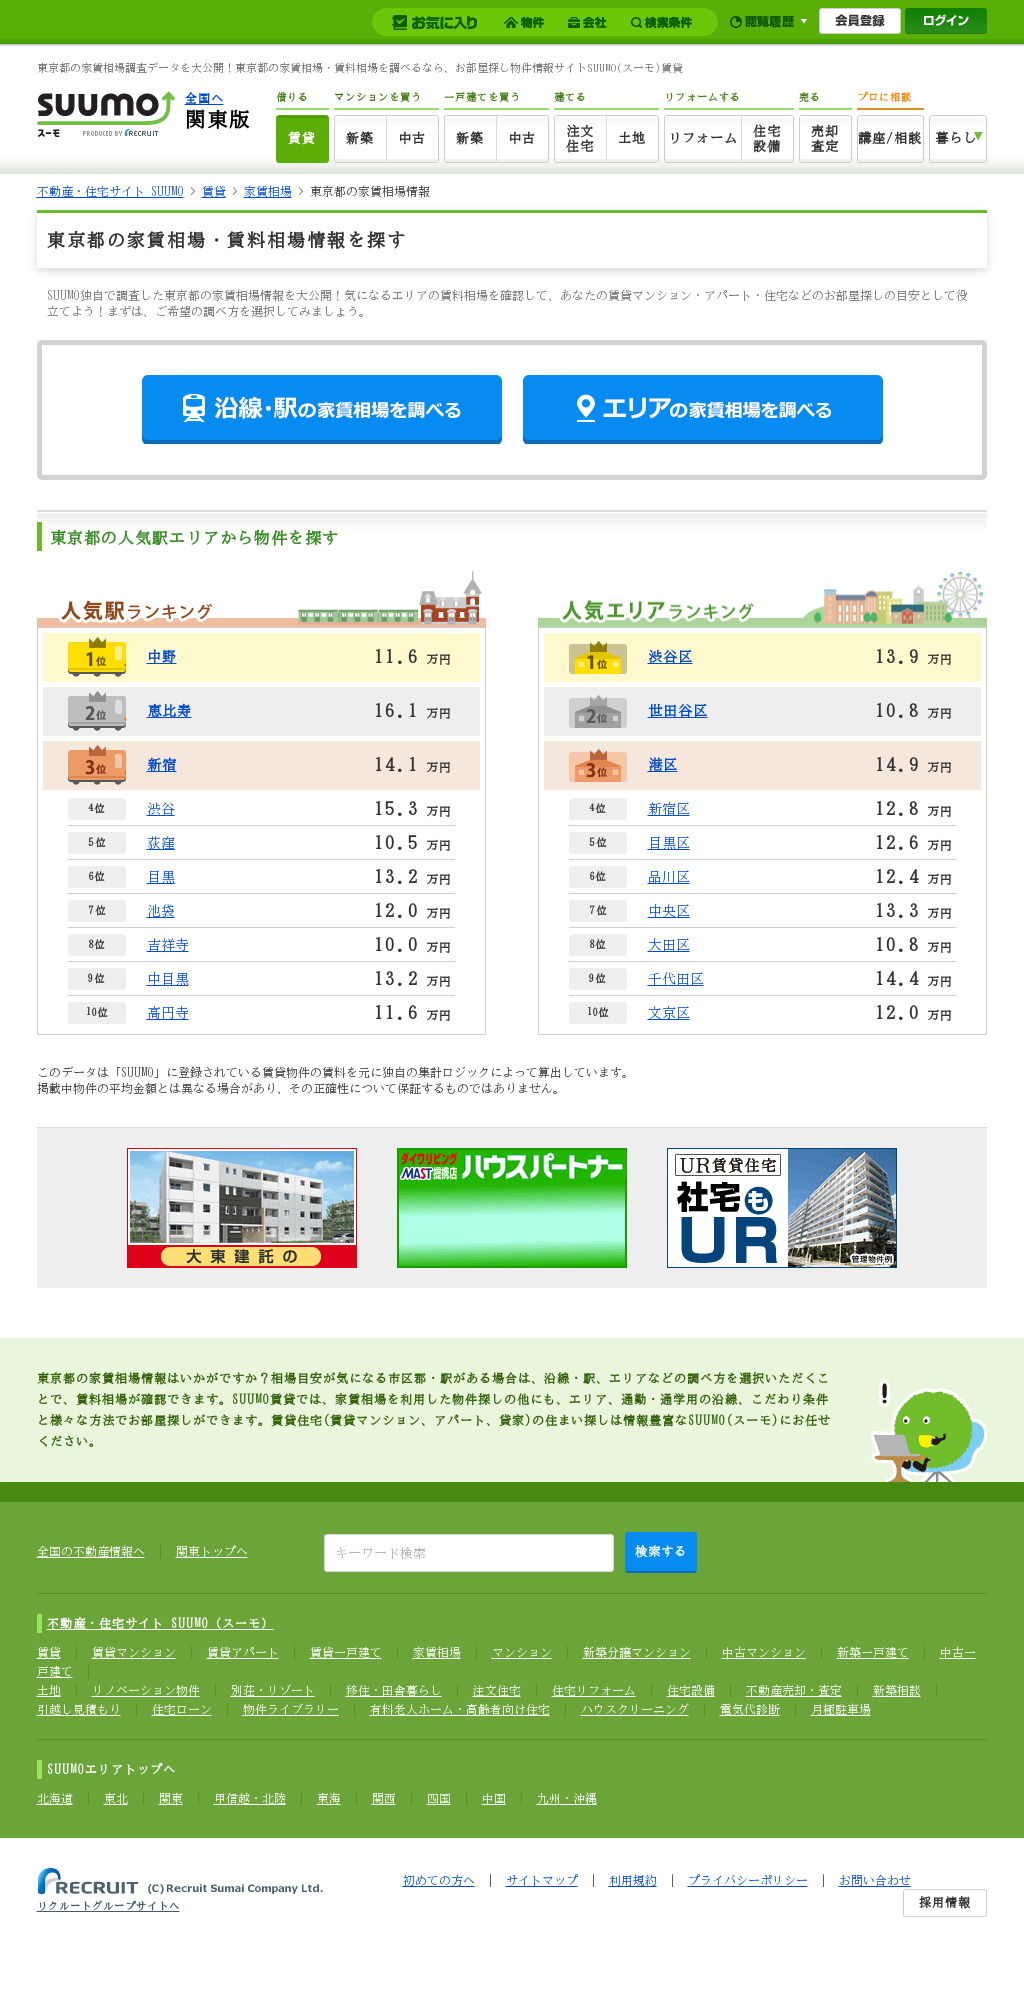 お気に入り 物件 会社 検索条件 閲覧履歴 会員登録 ログイン
東京都の家賃相場調査データを大公開！東京都の家賃相場・賃料相場を調べるなら、お部屋探し物件情報サイトSUUMO(スーモ)賃貸
suumo
スーモ PRODUCED BY RECRUIT
全国へ
関東版
借りる マンションを買う 一戸建てを買う 建てる リフォームする 売る プロに相談
賃貸 新築 中古 新築 中古 注文住宅 土地 リフォーム 住宅設備 売却査定 講座/相談 暮らし
不動産・住宅サイト SUUMO > 賃貸 > 家賃相場 > 東京都の家賃相場情報
東京都の家賃相場・賃料相場情報を探す
SUUMO独自で調査した東京都の家賃相場情報を大公開！気になるエリアの賃料相場を確認して、あなたの賃貸マンション・アパート・住宅などのお部屋探しの目安として役
立てよう！まずは、ご希望の調べ方を選択してみましょう。
沿線・駅の家賃相場を調べる
エリアの家賃相場を調べる
東京都の人気駅エリアから物件を探す
人気駅ランキング
1位 中野 11.6 万円
2位 恵比寿 16.1 万円
3位 新宿 14.1 万円
4位 渋谷 15.3 万円
5位 荻窪 10.5 万円
6位 目黒 13.2 万円
7位 池袋 12.0 万円
8位 吉祥寺 10.0 万円
9位 中目黒 13.2 万円
10位 高円寺 11.6 万円
人気エリアランキング
1位 渋谷区 13.9 万円
2位 世田谷区 10.8 万円
3位 港区 14.9 万円
4位 新宿区 12.8 万円
5位 目黒区 12.6 万円
6位 品川区 12.4 万円
7位 中央区 13.3 万円
8位 大田区 10.8 万円
9位 千代田区 14.4 万円
10位 文京区 12.0 万円
このデータは「SUUMO」に登録されている賃貸物件の賃料を元に独自の集計ロジックによって算出しています。
掲載中物件の平均金額とは異なる場合があり、その正確性について保証するものではありません。
大東建託の
ダイワリビング
MAST提携店
ハウスパートナー
UR賃貸住宅
社宅も
UR
管理物件例
東京都の家賃相場情報はいかがですか？相場目安が気になる市区郡・駅がある場合は、沿線・駅、エリアなどの調べ方を選択いただくこ
とで、賃料相場が確認できます。SUUMO賃貸では、家賃相場を利用した物件探しの他にも、エリア、通勤・通学用の沿線、こだわり条件
と様々な方法でお部屋探しができます。賃貸住宅(賃貸マンション、アパート、貸家)の住まい探しは情報豊富なSUUMO(スーモ)にお任せ
ください。
全国の不動産情報へ 関東トップへ キーワード検索 検索する
不動産・住宅サイト SUUMO（スーモ）
賃貸 賃貸マンション 賃貸アパート 賃貸一戸建て 家賃相場 マンション 新築分譲マンション 中古マンション 新築一戸建て 中古一
戸建て
土地 リノベーション物件 別荘・リゾート 移住・田舎暮らし 注文住宅 住宅リフォーム 住宅設備 不動産売却・査定 新築相談
引越し見積もり 住宅ローン 物件ライブラリー 有料老人ホーム・高齢者向け住宅 ハウスクリーニング 電気代診断 月極駐車場
SUUMOエリアトップへ
北海道 東北 関東 甲信越・北陸 東海 関西 四国 中国 九州・沖縄
RECRUIT (C)Recruit Sumai Company Ltd.
リクルートグループサイトへ
初めての方へ | サイトマップ | 利用規約 | プライバシーポリシー | お問い合わせ
採用情報